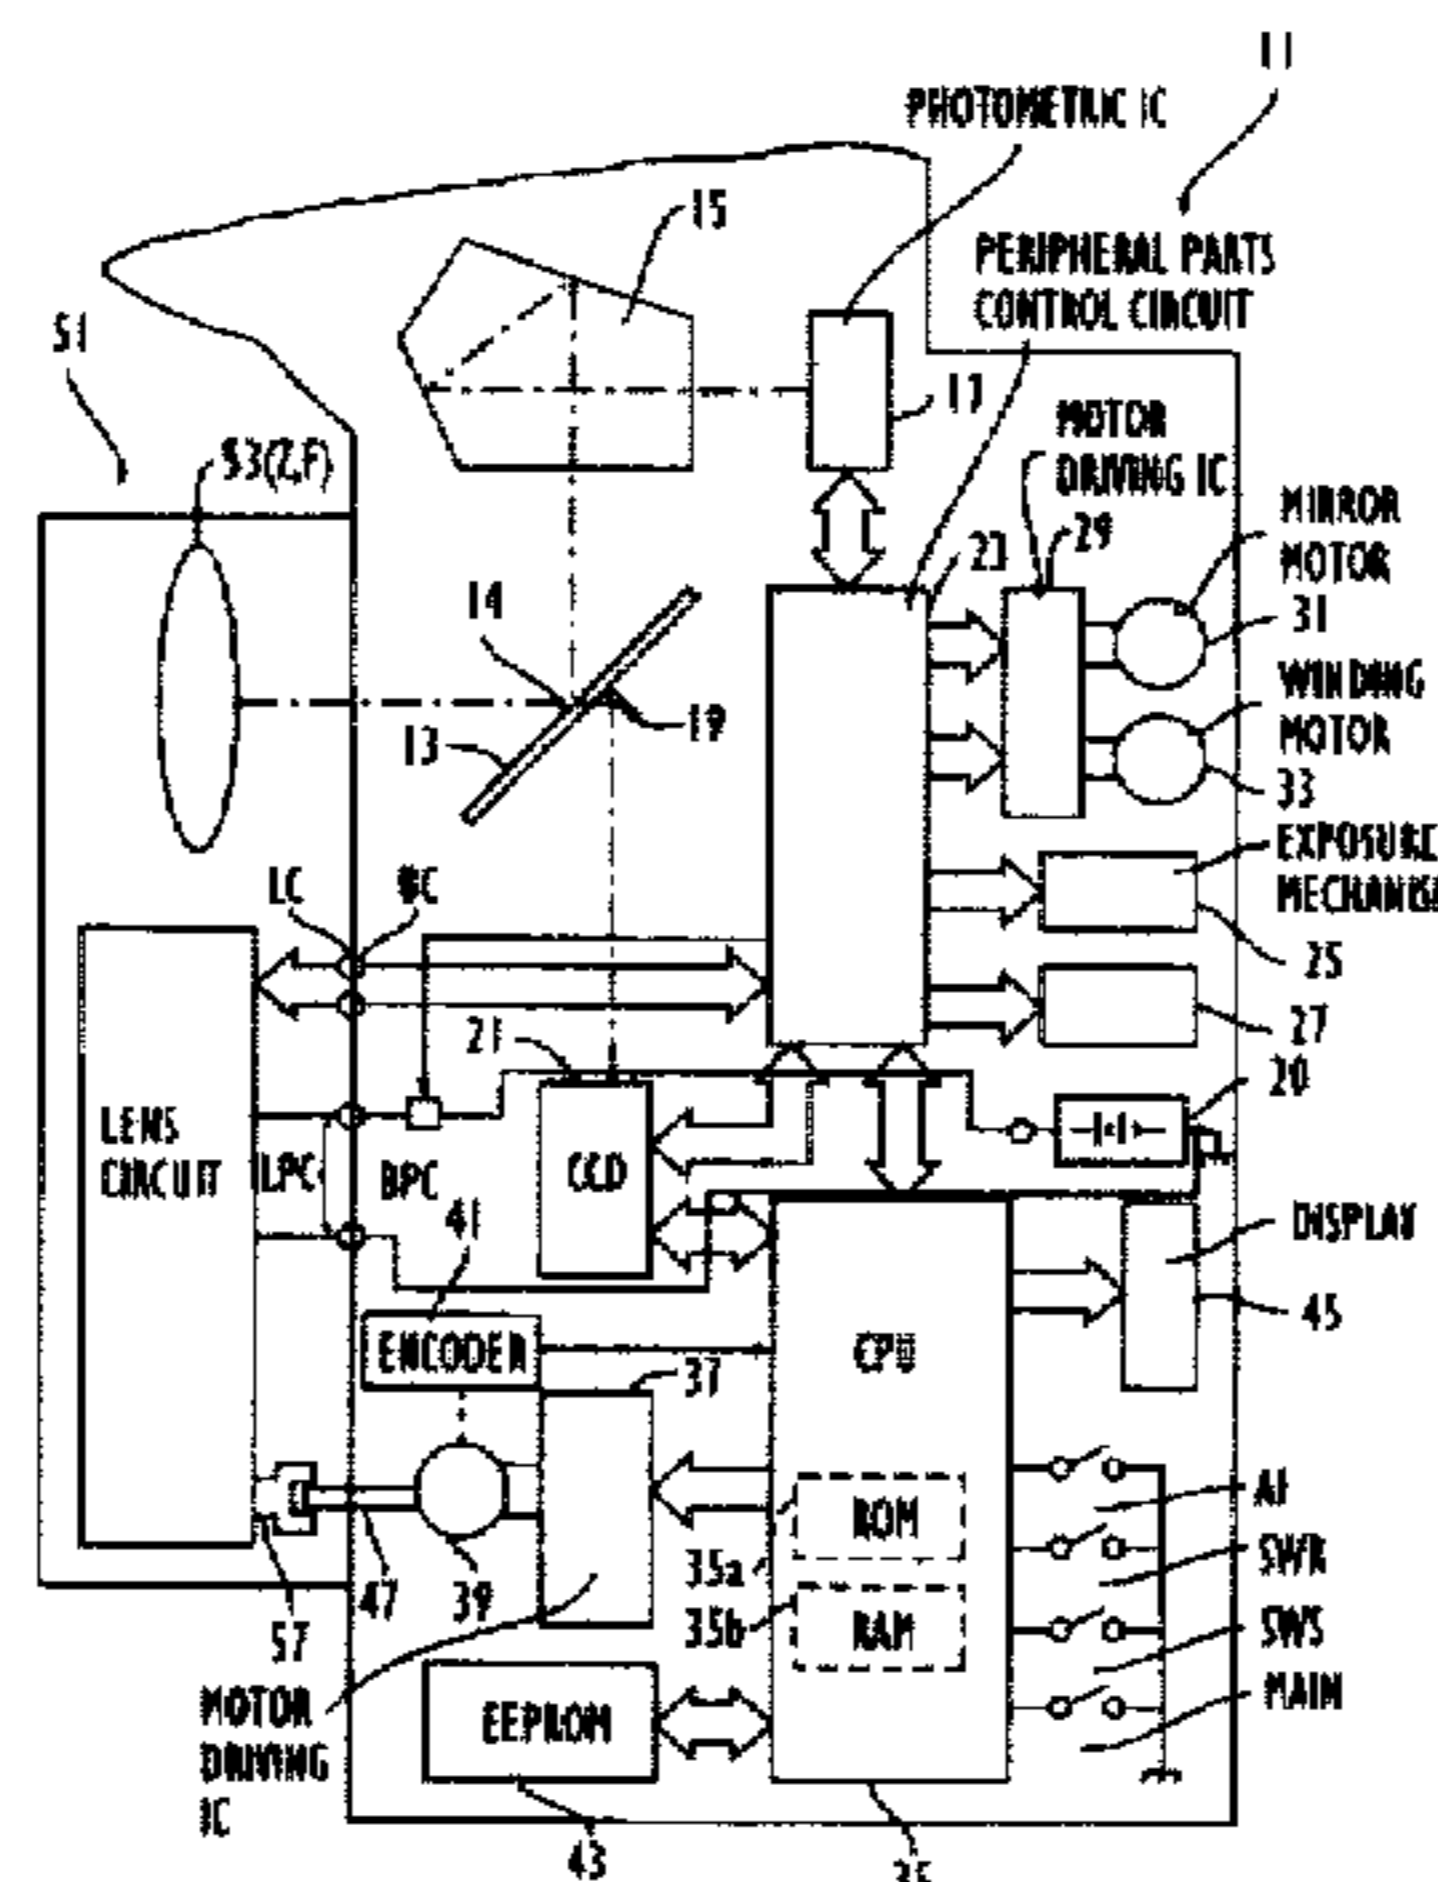 11
PHOTOMETRIC IC
15
PERIPHERAL PARTS
CONTROL CIRCUIT
51
17
MOTOR
DRIVING IC
53(Z,F)
MIRROR
MOTOR
29
23
14
31
WINDING
MOTOR
19
13
33
EXPOSURE
LC
BC
25
21
27
20
LENS
CIRCUIT
LPC
BPC
CCD
41
DISPLAY
45
ENCODER
CPU
37
AF
ROM
SWR
35a
47
39
35b
RAM
SWS
57
MAIN
MOTOR
DRIVING
IC
EEPROM
43